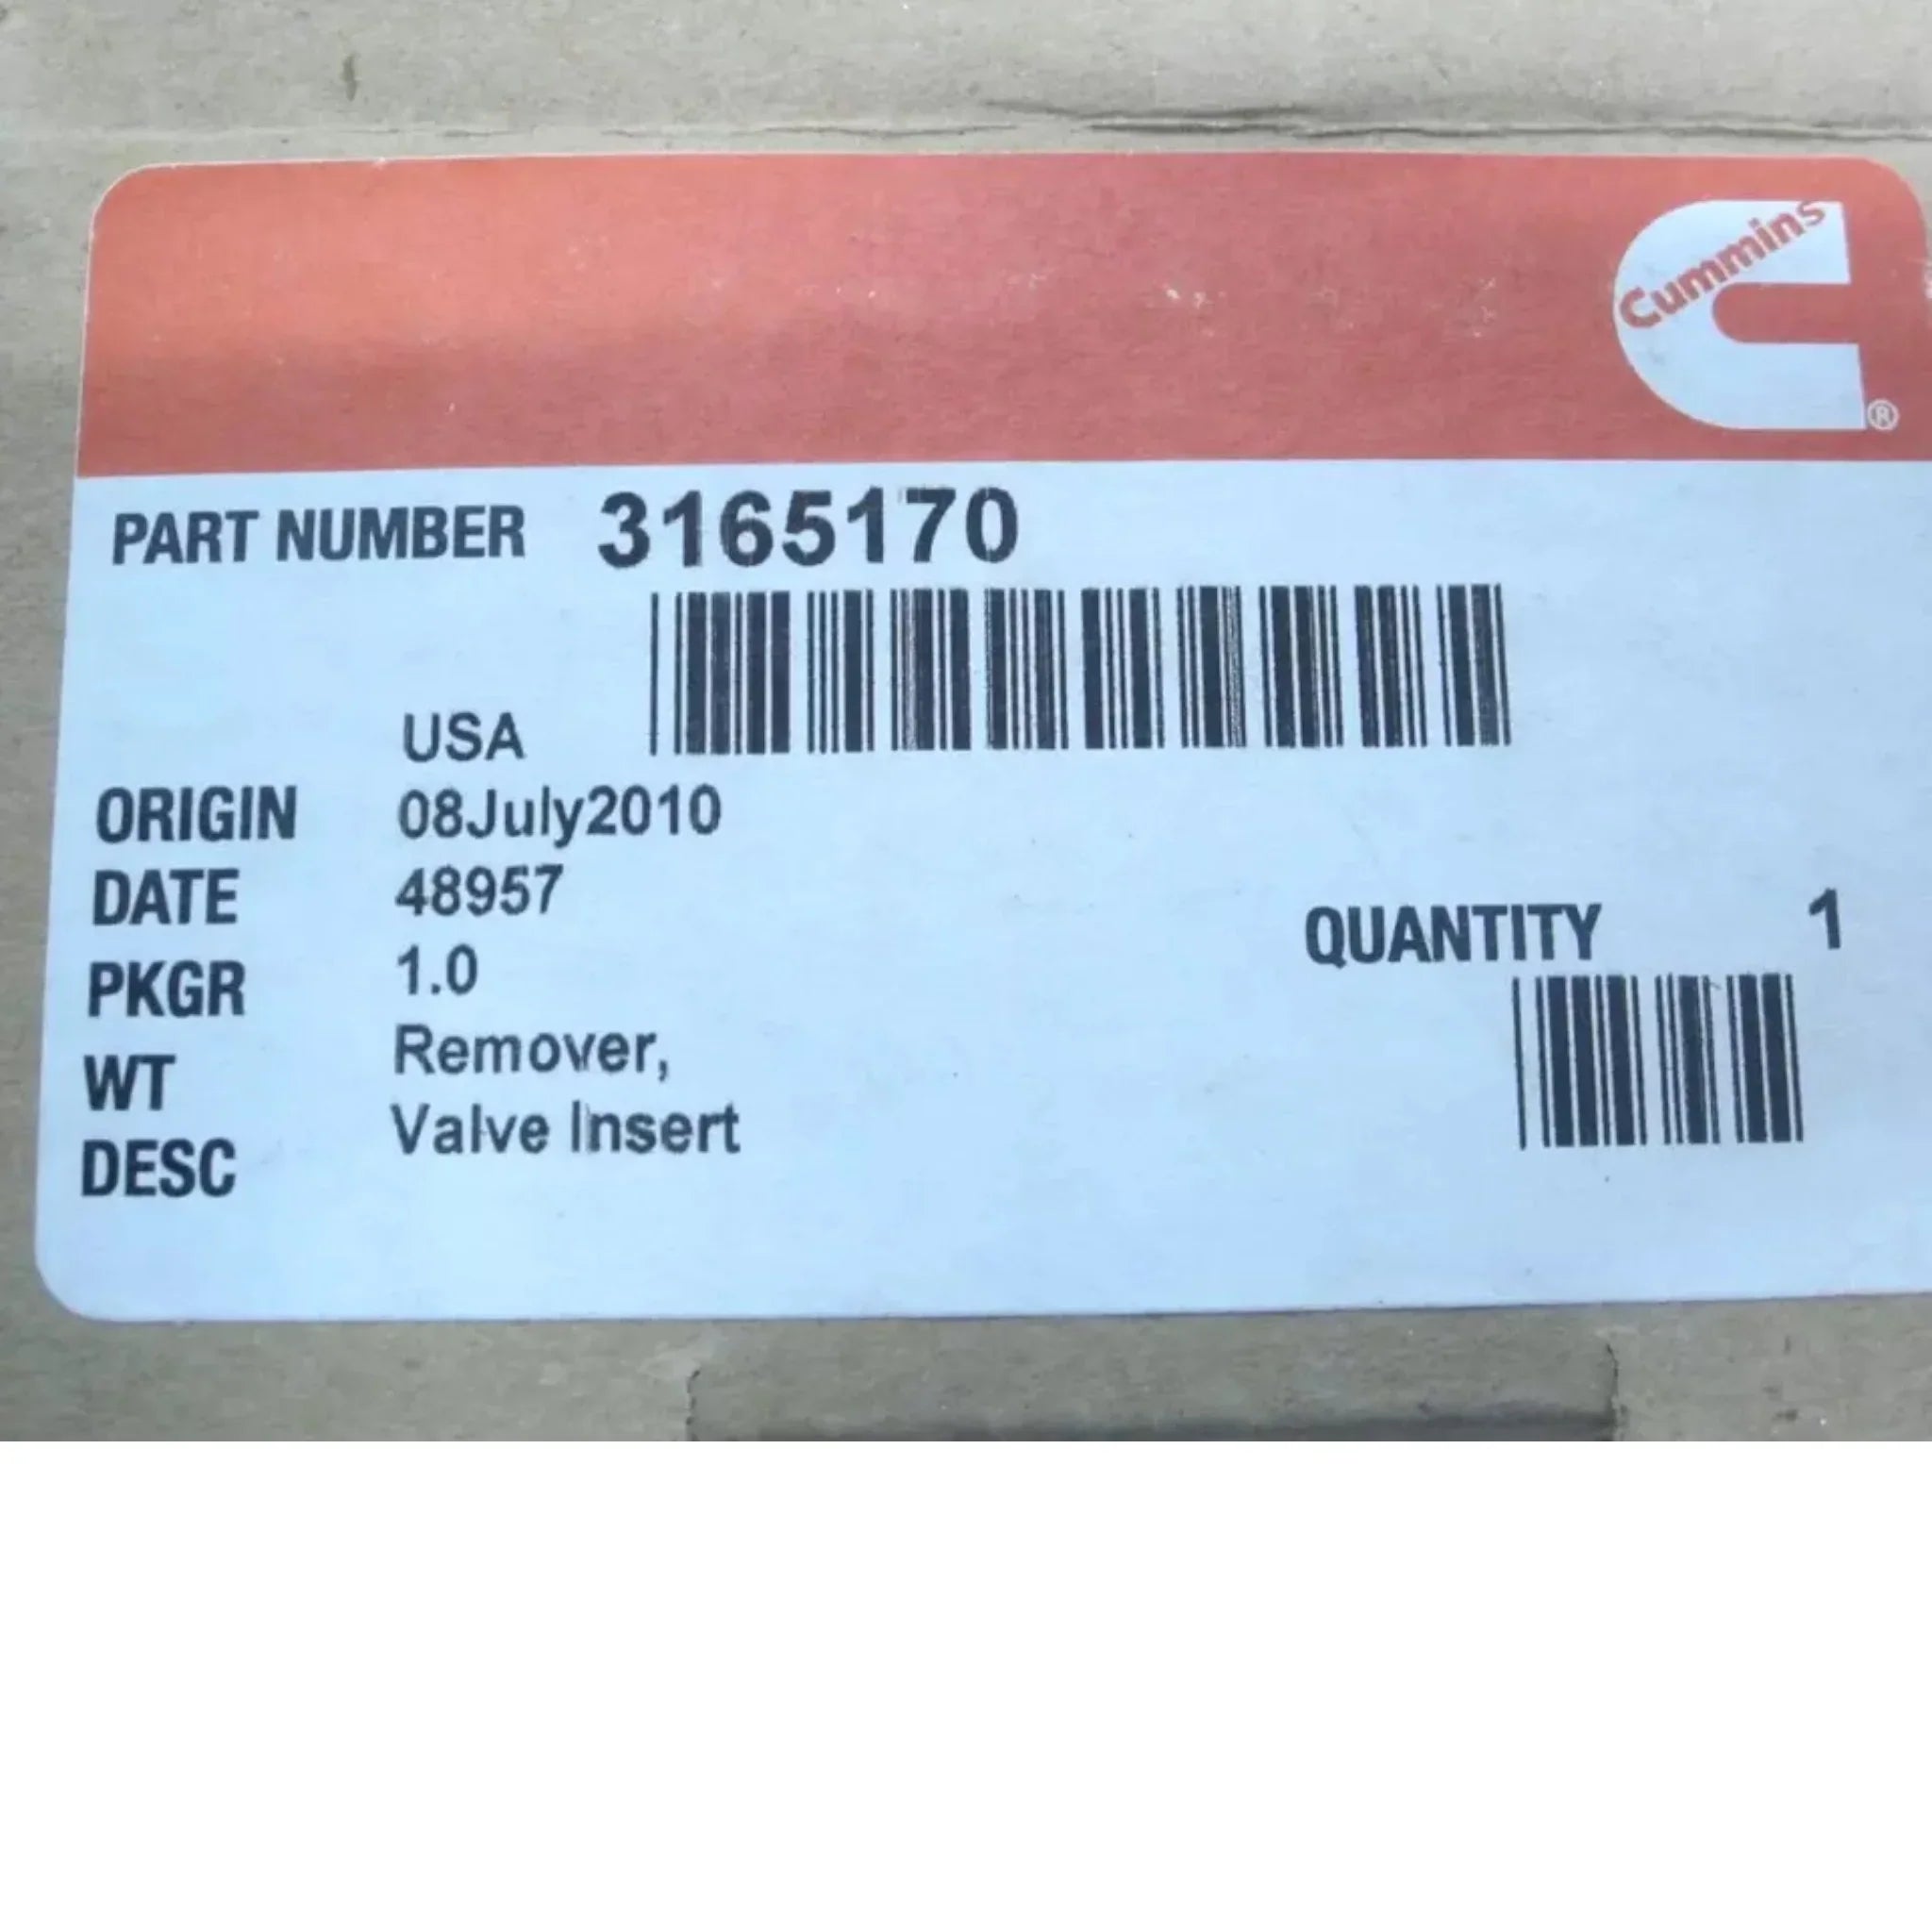 Cummins
®
PART NUMBER 3165170
USA
ORIGIN 08July2010
DATE 48957
PKGR 1.0
WT Remover,
DESC Valve Insert
QUANTITY 1